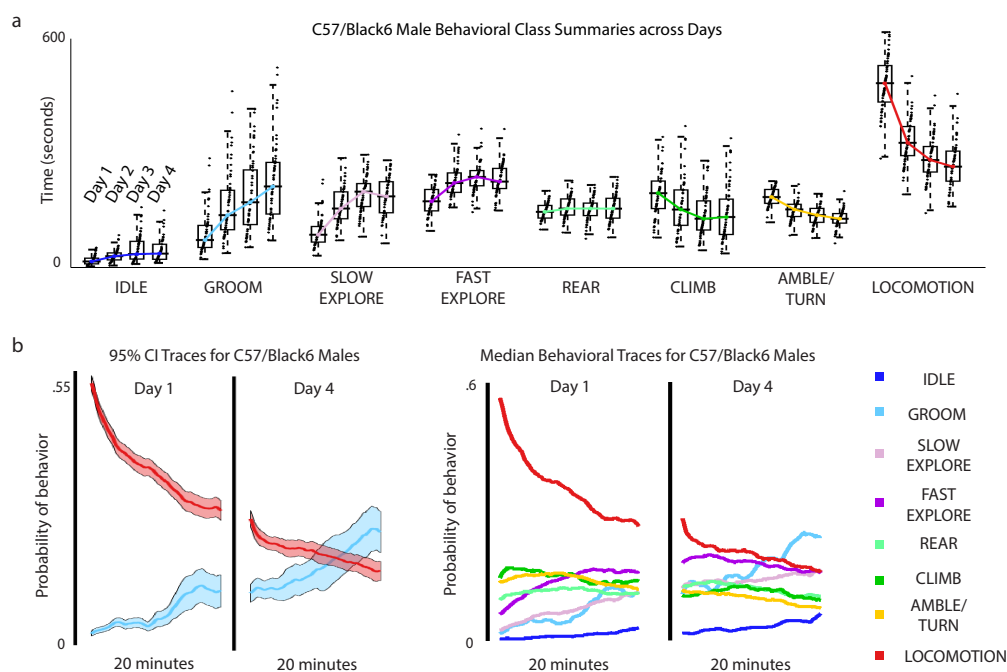 a
C57/Black6 Male Behavioral Class Summaries across Days
600
Time (seconds)
0
Day 1
Day 2
Day 3
Day 4
IDLE
GROOM
SLOW
EXPLORE
FAST
EXPLORE
REAR
CLIMB
AMBLE/
TURN
LOCOMOTION
b
95% CI Traces for C57/Black6 Males
.55
Day 1
Day 4
Probability of behavior
0
20 minutes
20 minutes
Median Behavioral Traces for C57/Black6 Males
.6
Day 1
Day 4
Probability of behavior
.0
20 minutes
20 minutes
IDLE
GROOM
SLOW
EXPLORE
FAST
EXPLORE
REAR
CLIMB
AMBLE/
TURN
LOCOMOTION